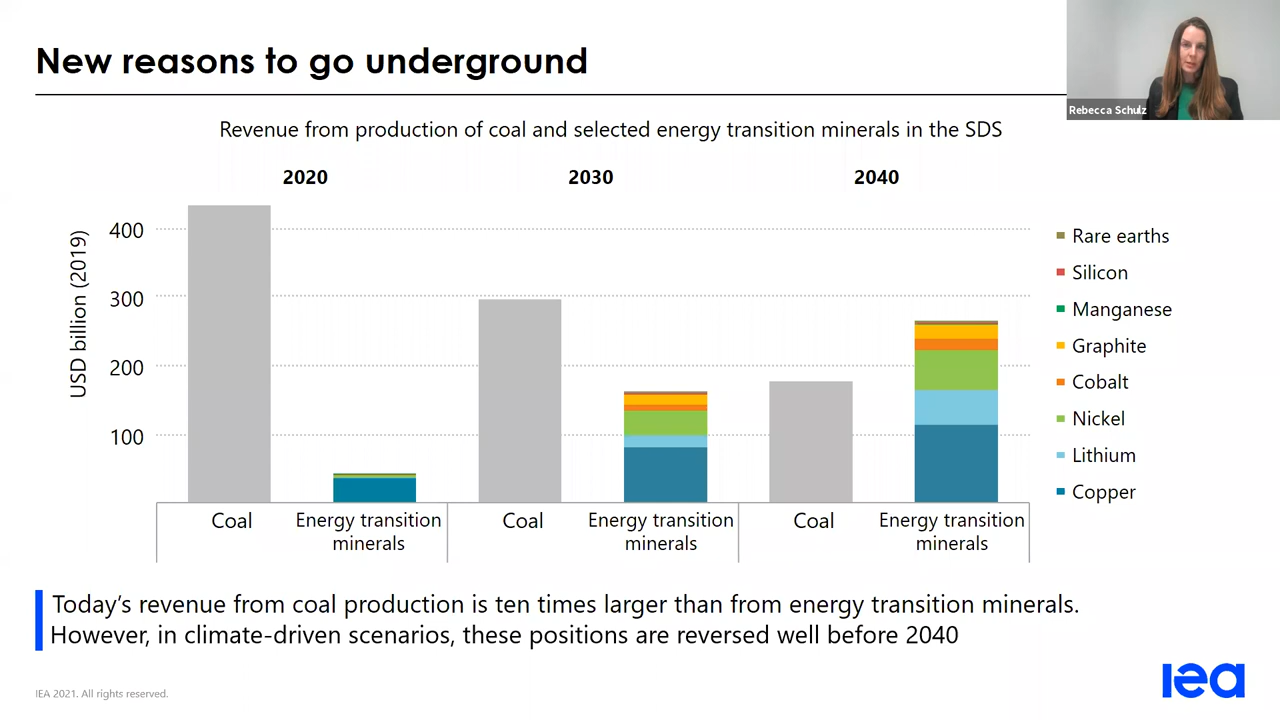 New reasons to go underground
Rebecca Schulz
Revenue from production of coal and selected energy transition minerals in the SDS
2020
2030
2040
USD billion (2019)
400
300
200
100
Coal
Energy transition
minerals
Coal
Energy transition
minerals
Coal
Energy transition
minerals
Rare earths
Silicon
Manganese
Graphite
Cobalt
Nickel
Lithium
Copper
Today’s revenue from coal production is ten times larger than from energy transition minerals.
However, in climate-driven scenarios, these positions are reversed well before 2040
IEA 2021. All rights reserved.
iea